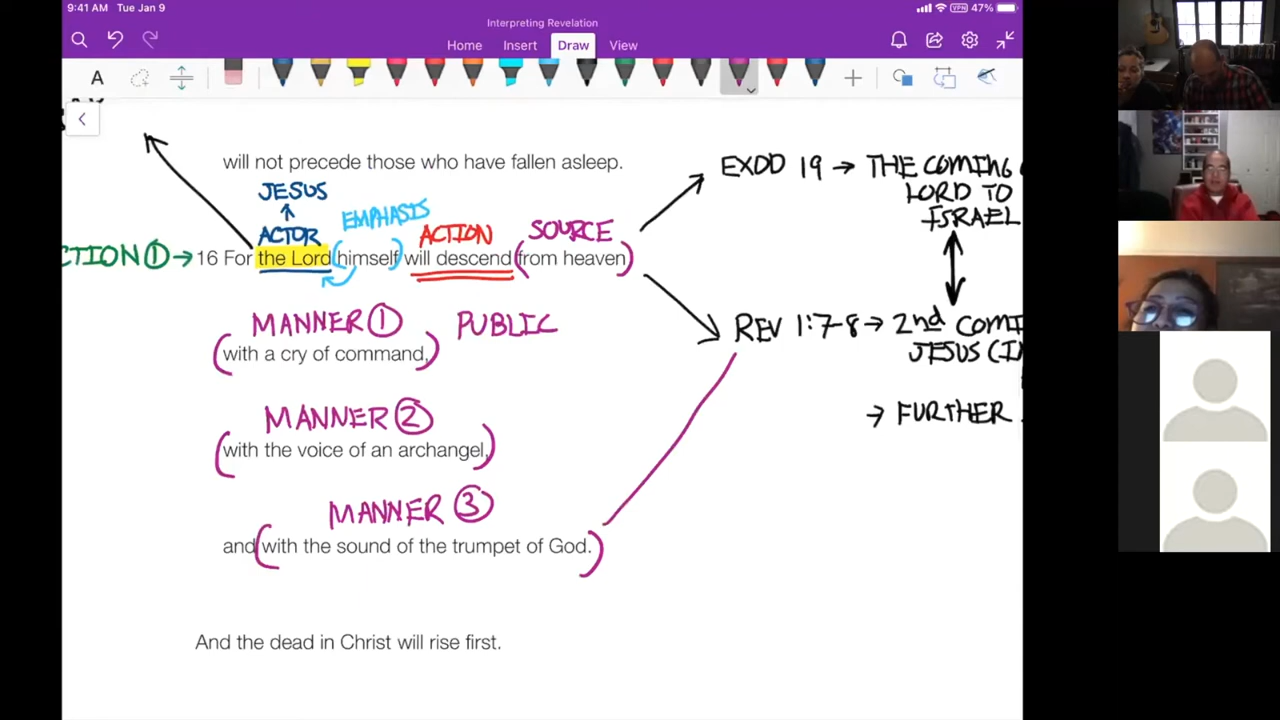 9:41 AM Tue Jan 9
VPN 47%
Interpreting Revelation
Home Insert Draw View
A
will not precede those who have fallen asleep.
EXOD 19 → THE COMING
LORD TO
ISRAEL
JESUS
EMPHASIS
ACTOR
ACTION
SOURCE
CTION ① → 16 For the Lord (himself) will descend (from heaven)
MANNER ① PUBLIC
(with a cry of command,)
REV 1:7-8 → 2nd COMI
JESUS (I
→ FURTHER
MANNER ②
(with the voice of an archangel,)
MANNER ③
and (with the sound of the trumpet of God.)
And the dead in Christ will rise first.